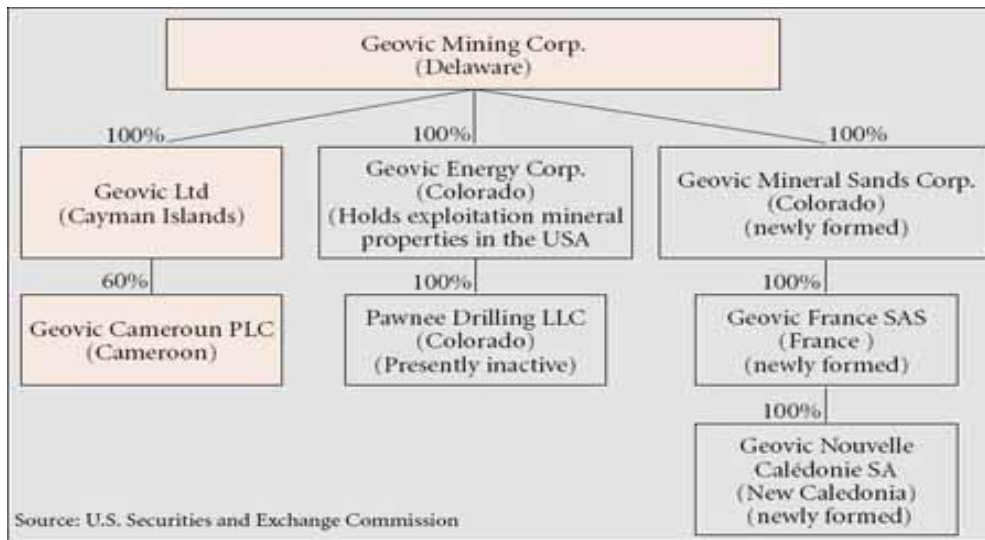 Geovic Mining Corp.
(Delaware)
100%
100%
100%
Geovic Ltd
(Cayman Islands)
Geovic Energy Corp.
(Colorado)
(Holds exploitation mineral
properties in the USA
Geovic Mineral Sands Corp.
(Colorado)
(newly formed)
60%
100%
100%
Geovic Cameroun PLC
(Cameroon)
Pawnee Drilling LLC
(Colorado)
(Presently inactive)
Geovic France SAS
(France )
(newly formed)
100%
Geovic Nouvelle
Calédonie SA
(New Caledonia)
(newly formed)
Source: U.S. Securities and Exchange Commission